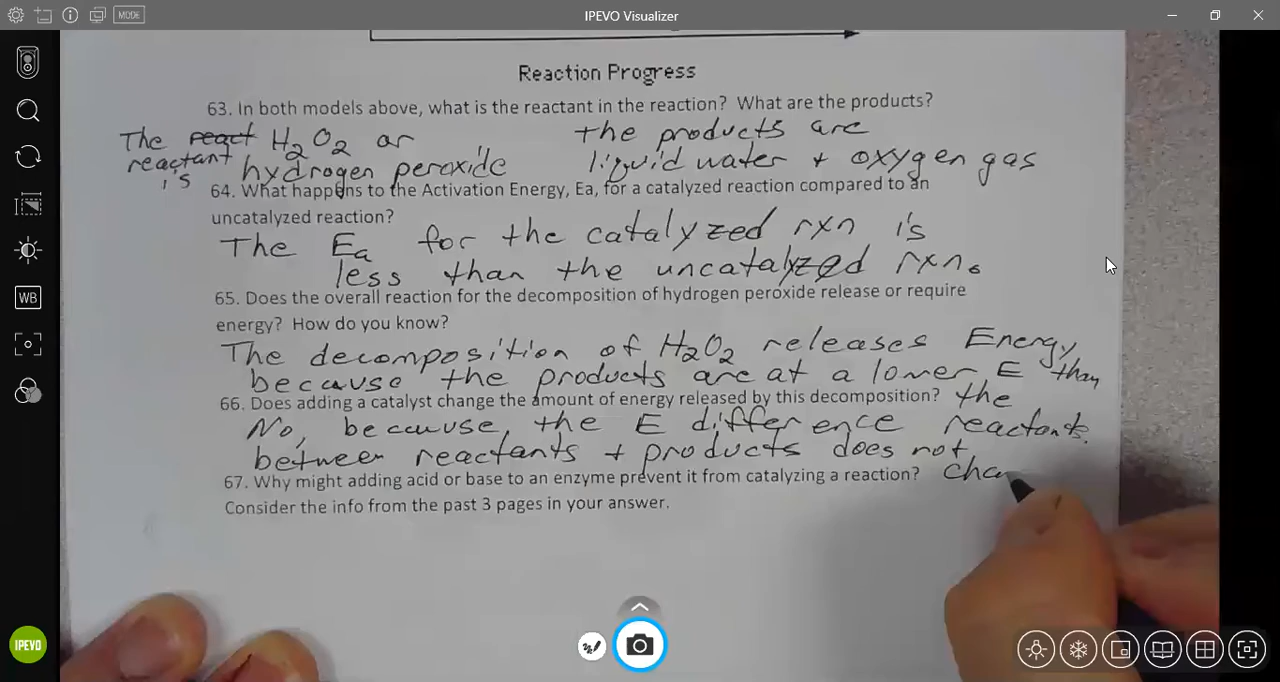 MODE
IPEVO Visualizer
WB
Reaction Progress
63. In both models above, what is the reactant in the reaction? What are the products?
The react H2O2 or
reactant is hydrogen peroxide
the products are
liquid water + oxygen gas
64. What happens to the Activation Energy, Ea, for a catalyzed reaction compared to an
uncatalyzed reaction?
The Ea for the catalyzed rxn is
less than the uncatalyzed rxn.
65. Does the overall reaction for the decomposition of hydrogen peroxide release or require
energy? How do you know?
The decomposition of H2O2 releases Energy
because the products are at a lower E than
the reactants.
66. Does adding a catalyst change the amount of energy released by this decomposition?
No, because, the E difference
between reactants + products does not
cha
67. Why might adding acid or base to an enzyme prevent it from catalyzing a reaction?
Consider the info from the past 3 pages in your answer.
IPEVO